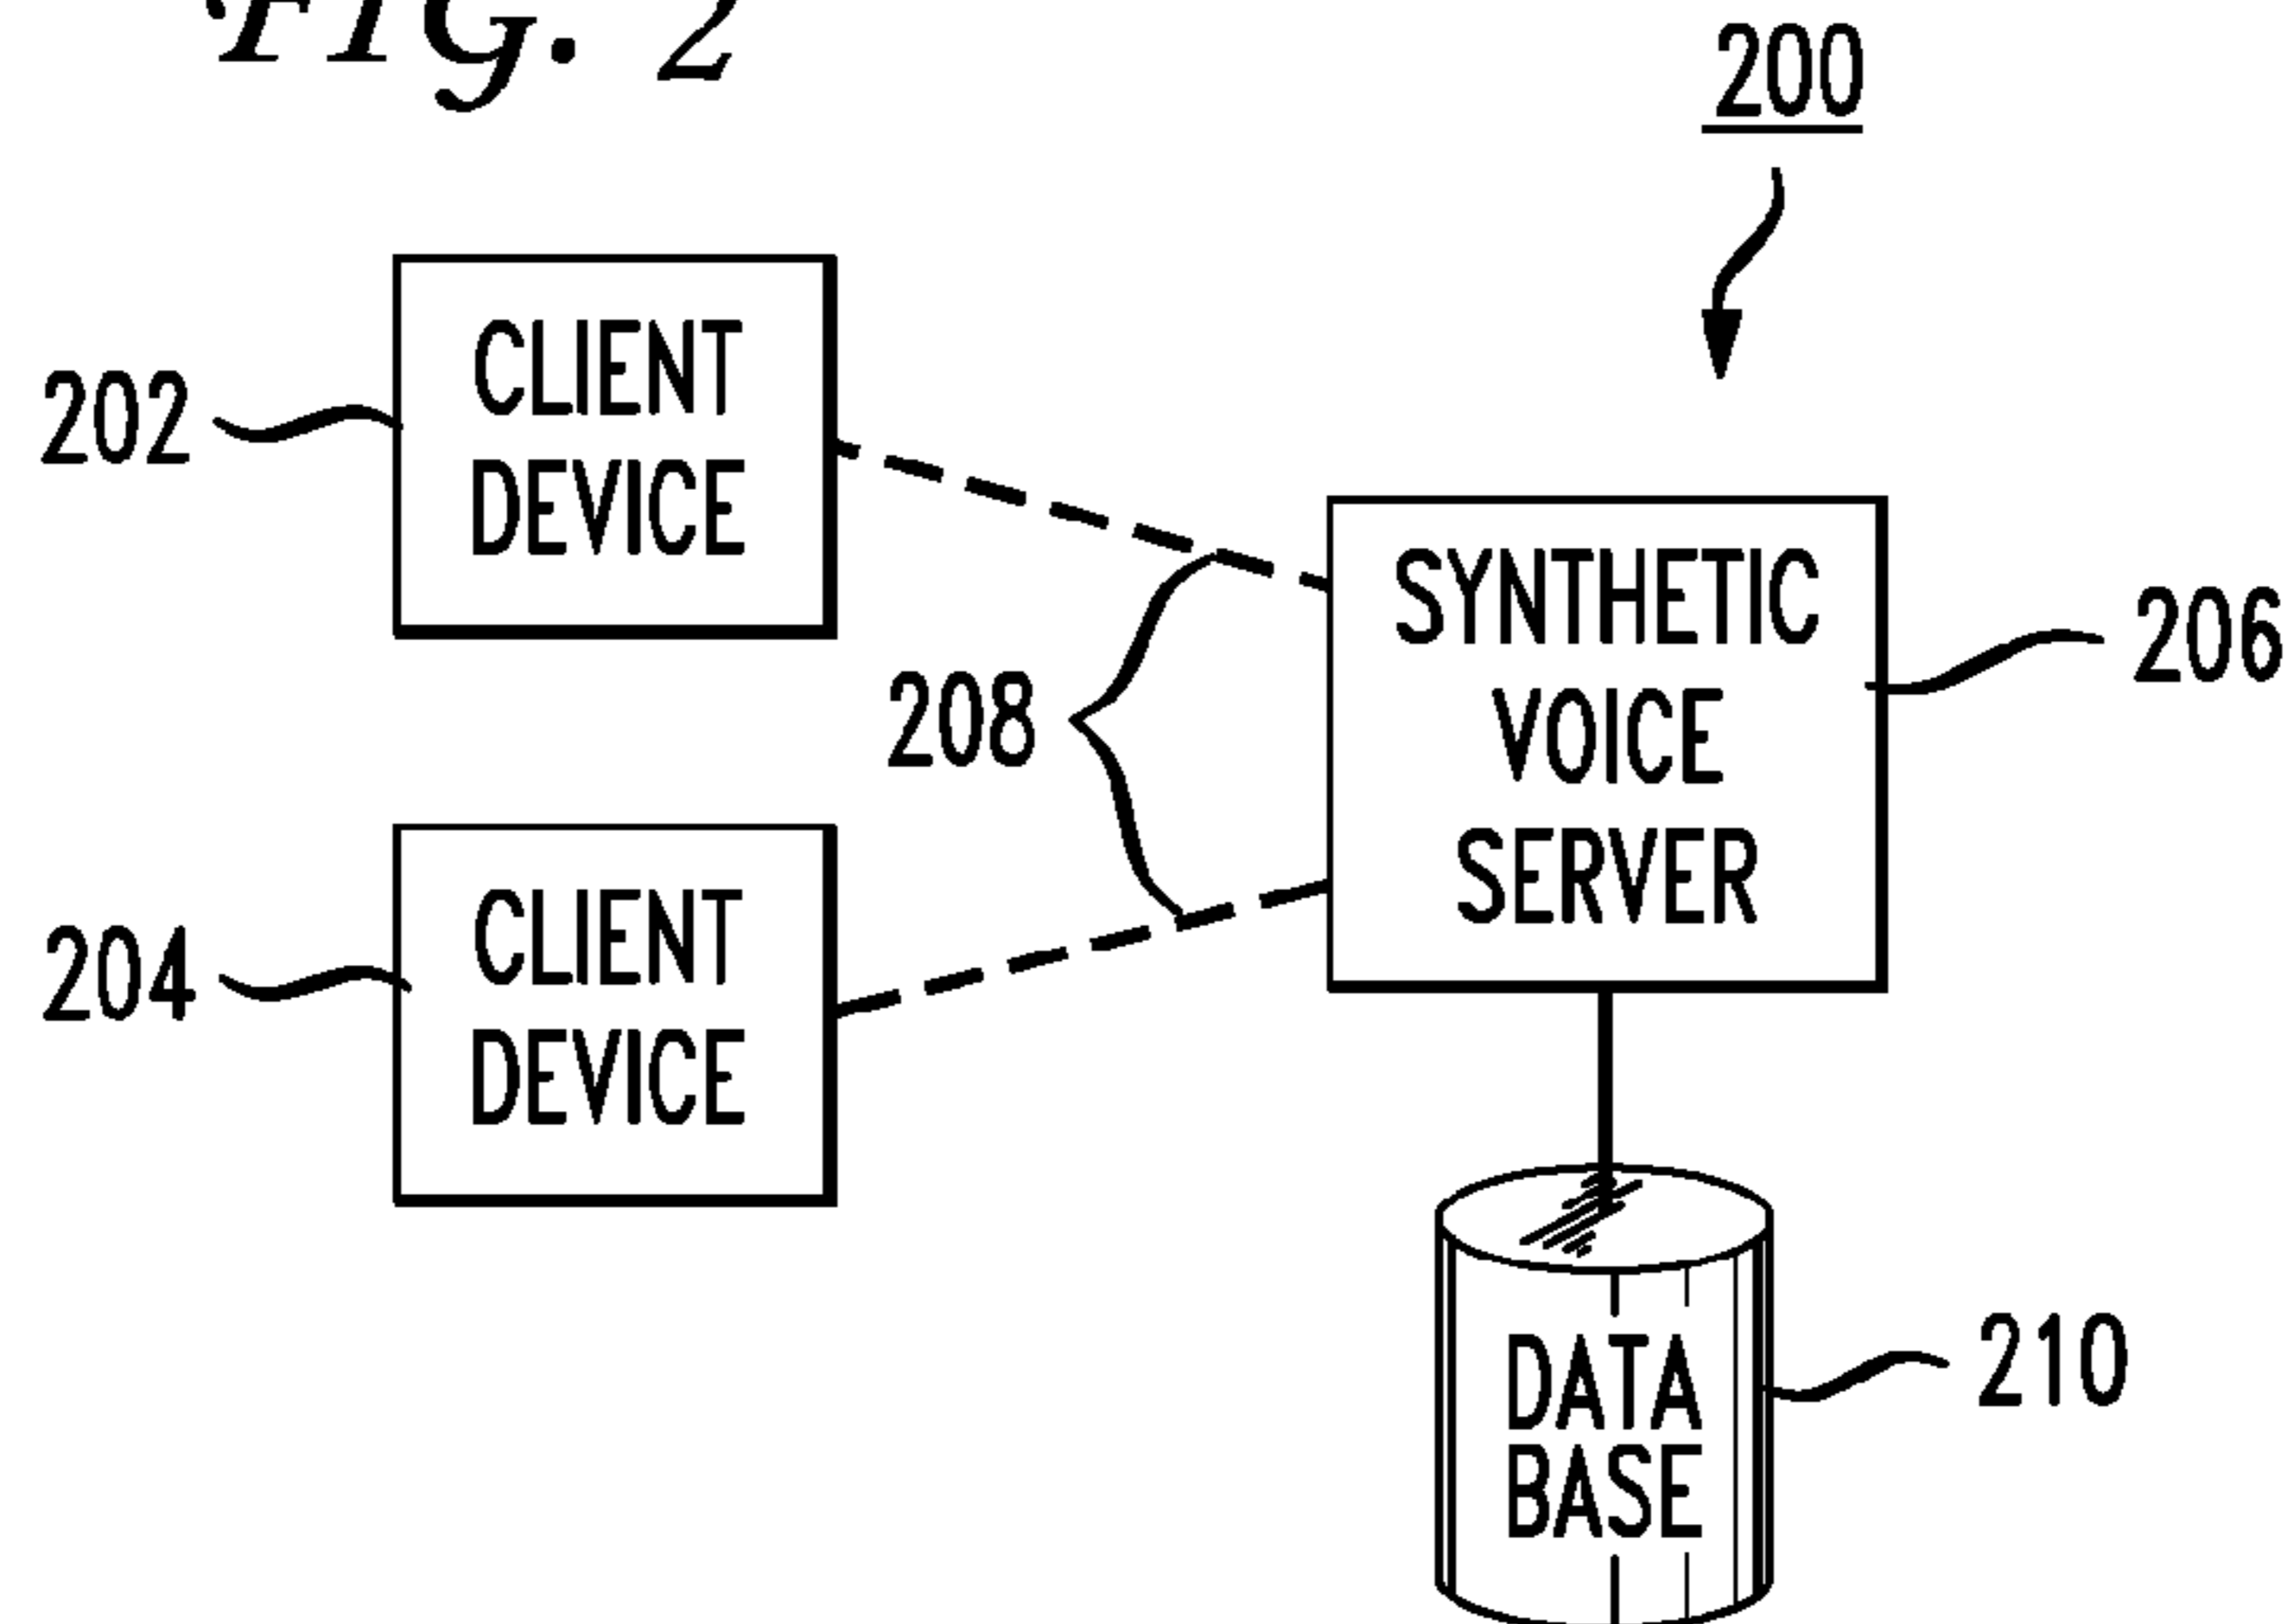 FIG. 2
200
CLIENT
DEVICE
202
SYNTHETIC
VOICE
SERVER
206
208
CLIENT
DEVICE
204
DATA
BASE
210